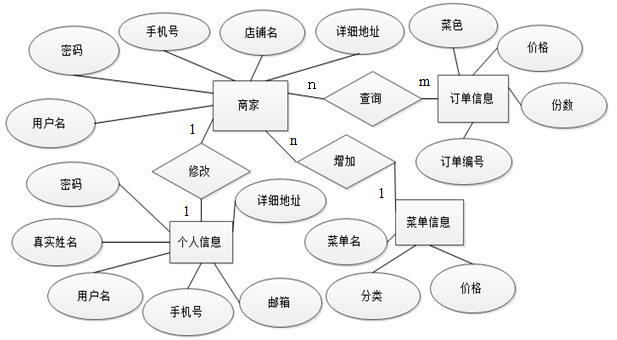 手机号
店铺名
详细地址
菜色
密码
价格
商家
n
m
查询
订单信息
份数
用户名
1
n
修改
增加
订单编号
密码
详细地址
1
1
真实姓名
个人信息
菜单名
菜单信息
用户名
手机号
邮箱
分类
价格